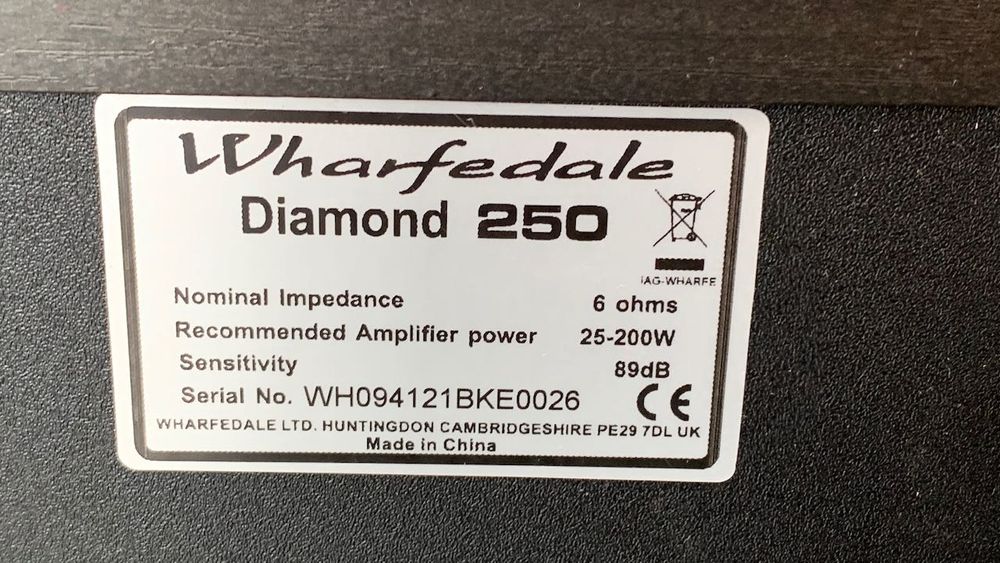 Wharfedale
Diamond 250
IAG-WHARFE
Nominal Impedance 6 ohms
Recommended Amplifier power 25-200W
Sensitivity 89dB
Serial No. WH094121BKE0026 CE
WHARFEDALE LTD. HUNTINGDON CAMBRIDGESHIRE PE29 7DL UK
Made in China